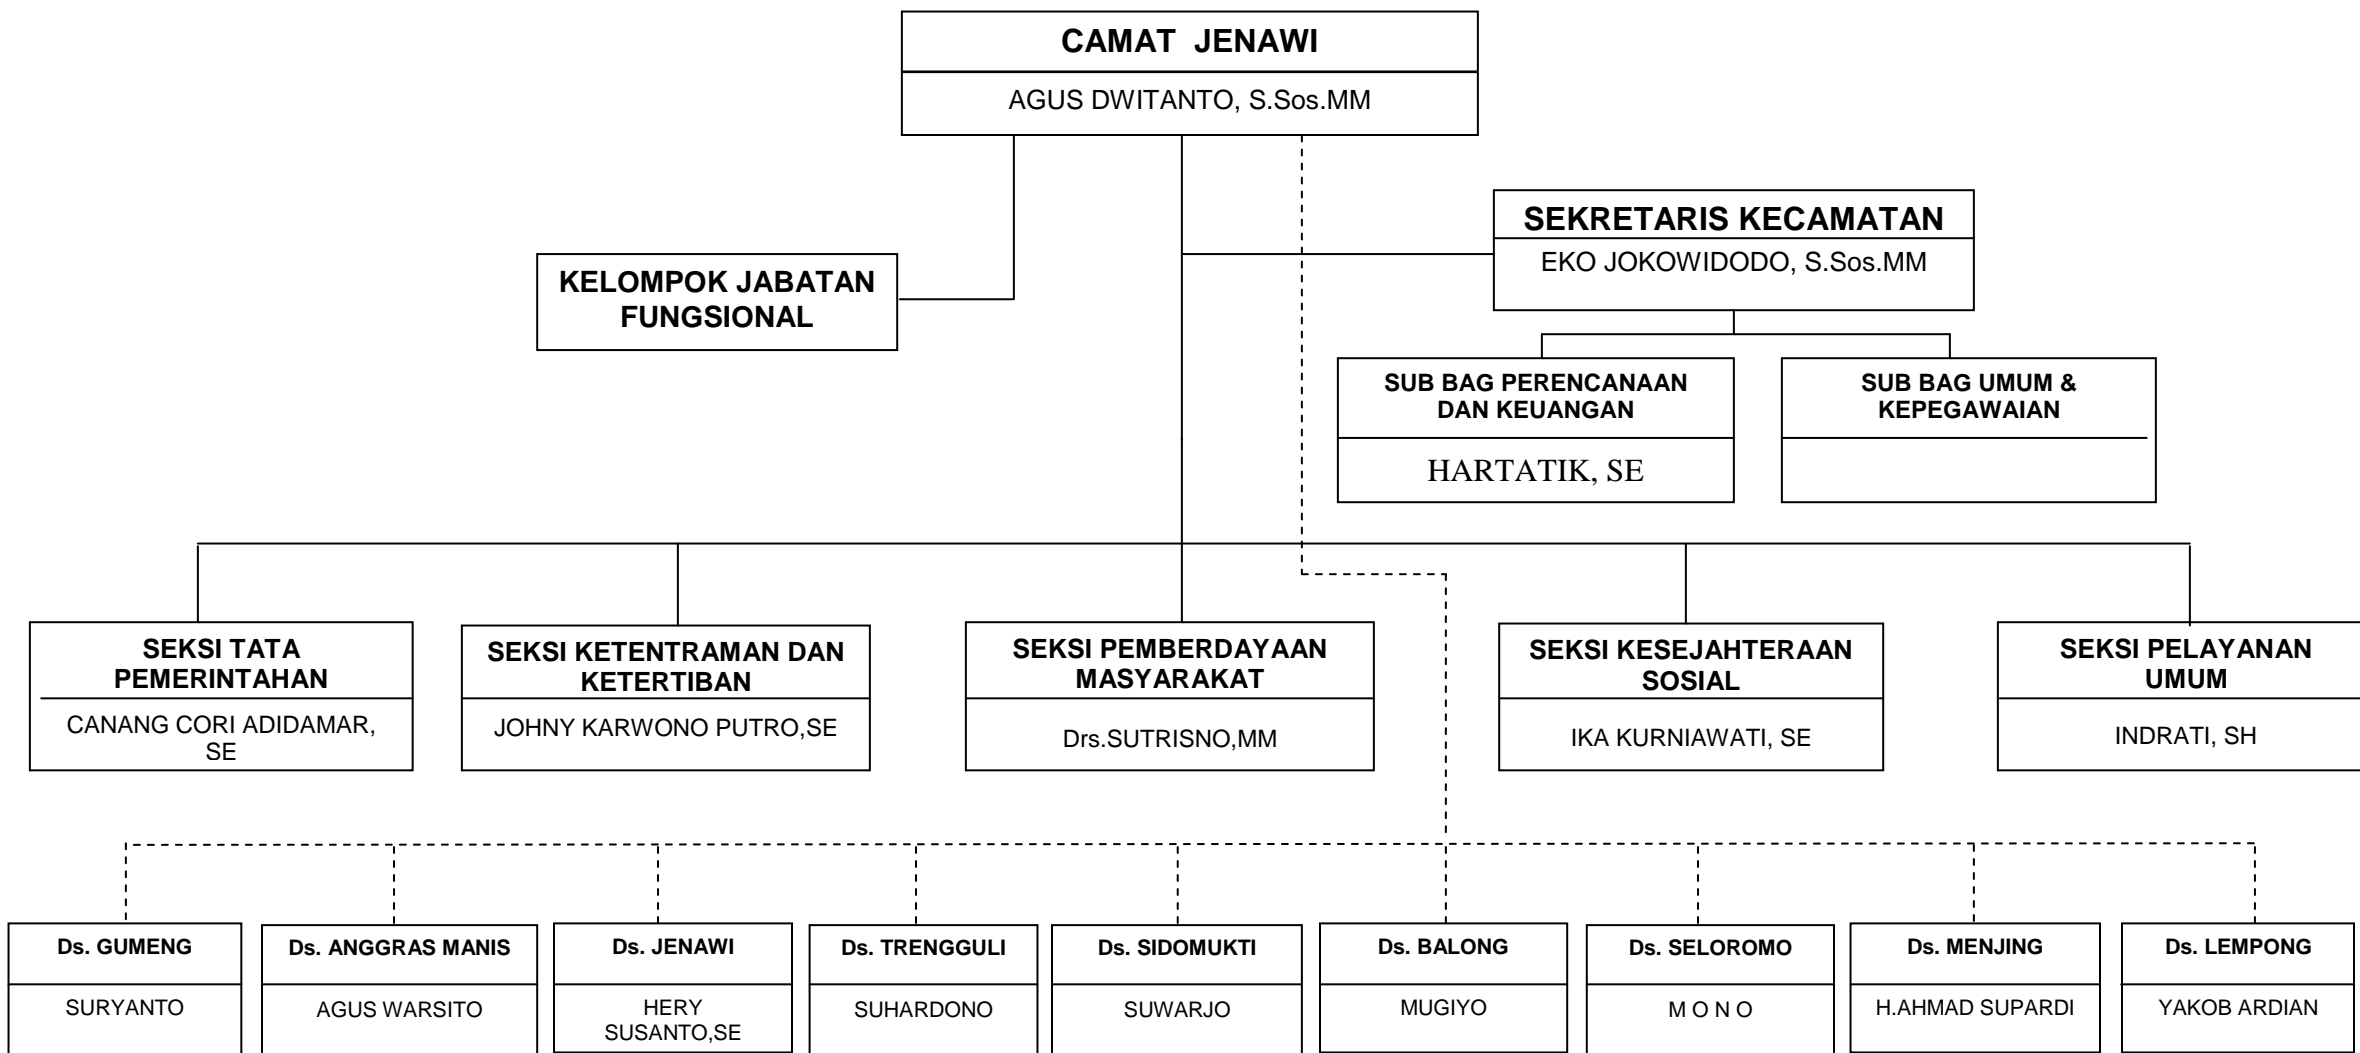 CAMAT JENAWI
AGUS DWITANTO, S.Sos.MM
SEKRETARIS KECAMATAN
EKO JOKOWIDODO, S.Sos.MM
KELOMPOK JABATAN
FUNGSIONAL
SUB BAG PERENCANAAN
DAN KEUANGAN
HARTATIK, SE
SUB BAG UMUM &
KEPEGAWAIAN
SEKSI TATA
PEMERINTAHAN
CANANG CORI ADIDAMAR,
SE
SEKSI KETENTRAMAN DAN
KETERTIBAN
JOHNY KARWONO PUTRO,SE
SEKSI PEMBERDAYAAN
MASYARAKAT
Drs.SUTRISNO,MM
SEKSI KESEJAHTERAAN
SOSIAL
IKA KURNIAWATI, SE
SEKSI PELAYANAN
UMUM
INDRATI, SH
Ds. GUMENG
SURYANTO
Ds. ANGGRAS MANIS
AGUS WARSITO
Ds. JENAWI
HERY
SUSANTO,SE
Ds. TRENGGULI
SUHARDONO
Ds. SIDOMUKTI
SUWARJO
Ds. BALONG
MUGIYO
Ds. SELOROMO
M O N O
Ds. MENJING
H.AHMAD SUPARDI
Ds. LEMPONG
YAKOB ARDIAN